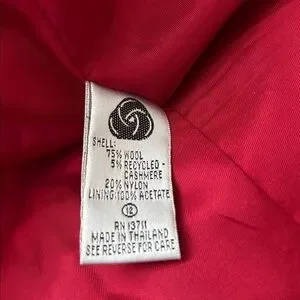 SHELL:
75% WOOL
5% RECYCLED -
CASHMERE
20% NYLON
LINING:100% ACETATE
12
RN 13711
MADE IN THAILAND
SEE REVERSE FOR CARE